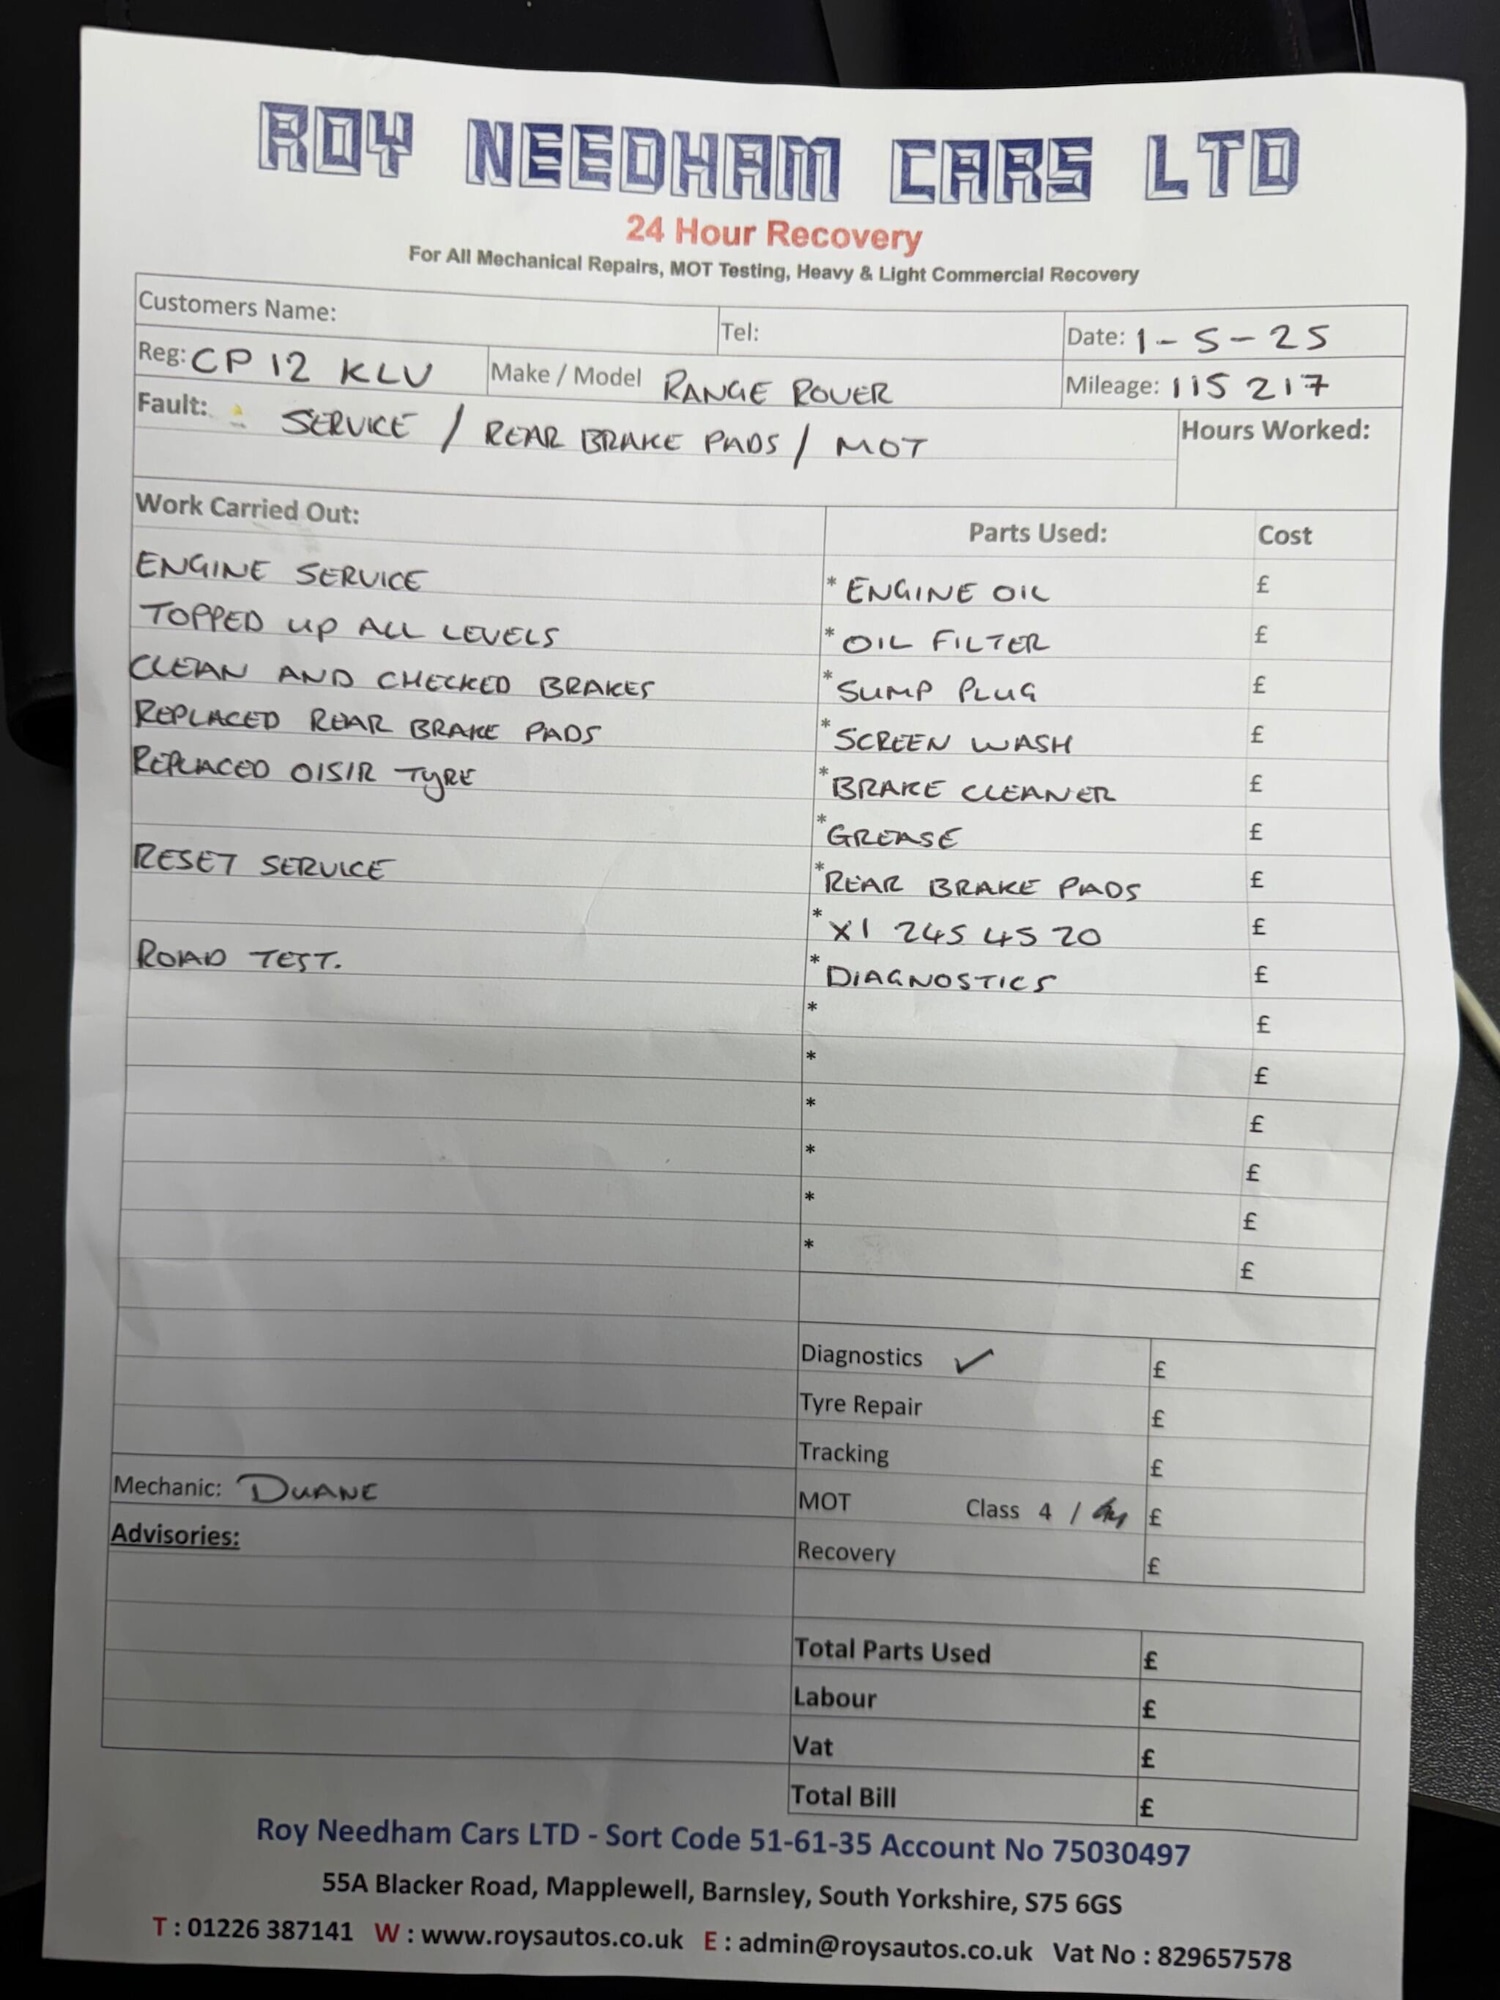 ROY NEEDHAM CARS LTD
24 Hour Recovery
For All Mechanical Repairs, MOT Testing, Heavy & Light Commercial Recovery
Customers Name: Tel: Date: 1-5-25
Reg: CP12 KLV Make / Model RANGE ROVER Mileage: 115 217
Fault: SERVICE / REAR BRAKE PADS / MOT Hours Worked:
Work Carried Out: Parts Used: Cost
ENGINE SERVICE * ENGINE OIL £
TOPPED UP ALL LEVELS * OIL FILTER £
CLEAN AND CHECKED BRAKES * SUMP PLUG £
REPLACED REAR BRAKE PADS * SCREEN WASH £
REPLACED O/S/R TYRE * BRAKE CLEANER £
* GREASE £
RESET SERVICE * REAR BRAKE PADS £
* X1 245 45 20 £
ROAD TEST. * DIAGNOSTICS £
* £
* £
* £
* £
* £
* £
Diagnostics ✓ £
Tyre Repair £
Tracking £
Mechanic: DUANE MOT Class 4 / £
Advisories: Recovery £
Total Parts Used £
Labour £
Vat £
Total Bill £
Roy Needham Cars LTD - Sort Code 51-61-35 Account No 75030497
55A Blacker Road, Mapplewell, Barnsley, South Yorkshire, S75 6GS
T : 01226 387141 W : www.roysautos.co.uk E : admin@roysautos.co.uk Vat No : 829657578